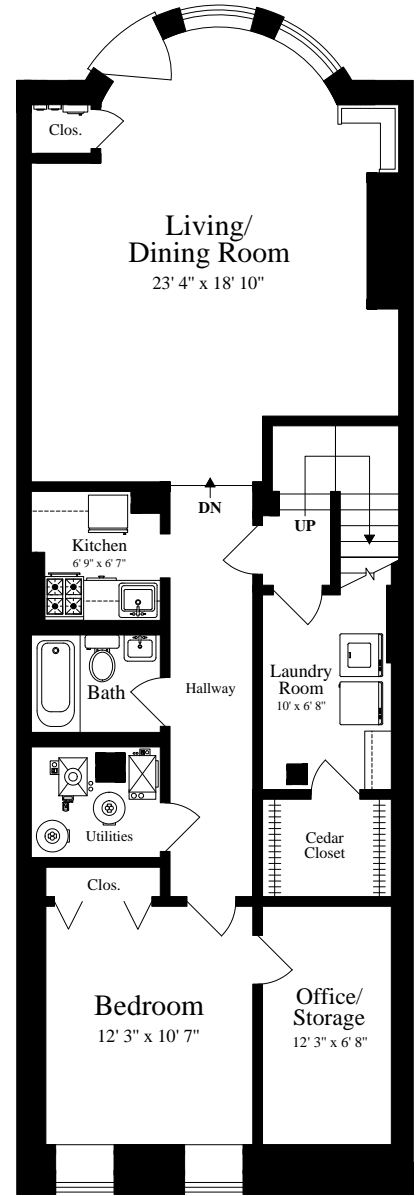 Clos.
Living/
Dining Room
23' 4" x 18' 10"
DN
UP
Kitchen
6' 9" x 6' 7"
Bath
Hallway
Laundry
Room
10' x 6' 8"
Utilities
Cedar
Closet
Clos.
Bedroom
12' 3" x 10' 7"
Office/
Storage
12' 3" x 6' 8"